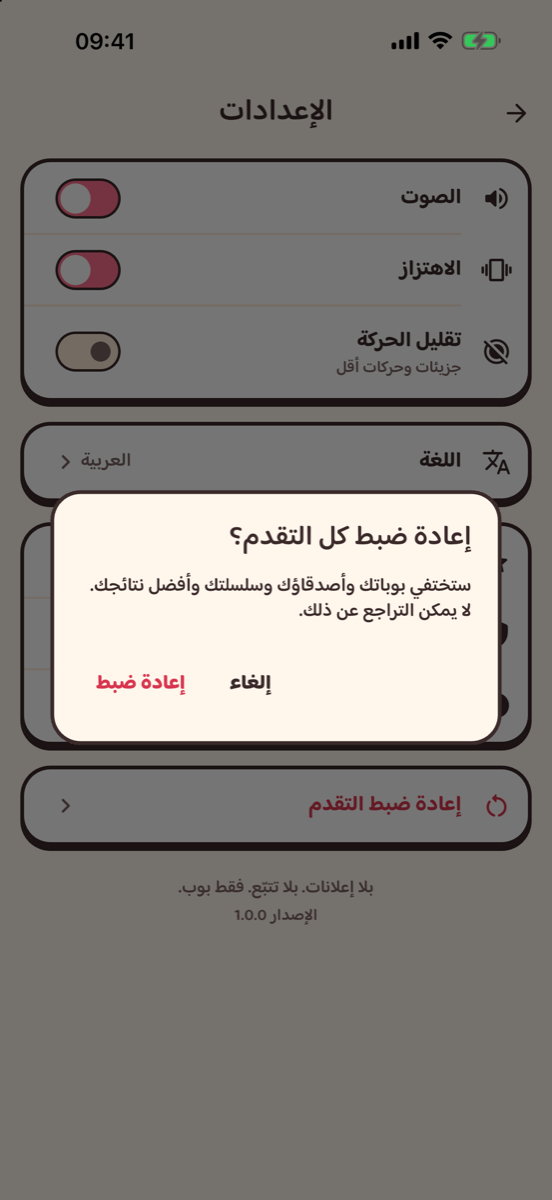 09:41
الإعدادات
الصوت
الاهتزاز
تقليل الحركة
جزيئات وحركات أقل
اللغة
العربية
إعادة ضبط كل التقدم؟
ستختفي بوباتك وأصدقاؤك وسلسلتك وأفضل نتائجك.
لا يمكن التراجع عن ذلك.
إلغاء
إعادة ضبط
إعادة ضبط التقدم
بلا إعلانات. بلا تتبّع. فقط بوب.
الإصدار 1.0.0